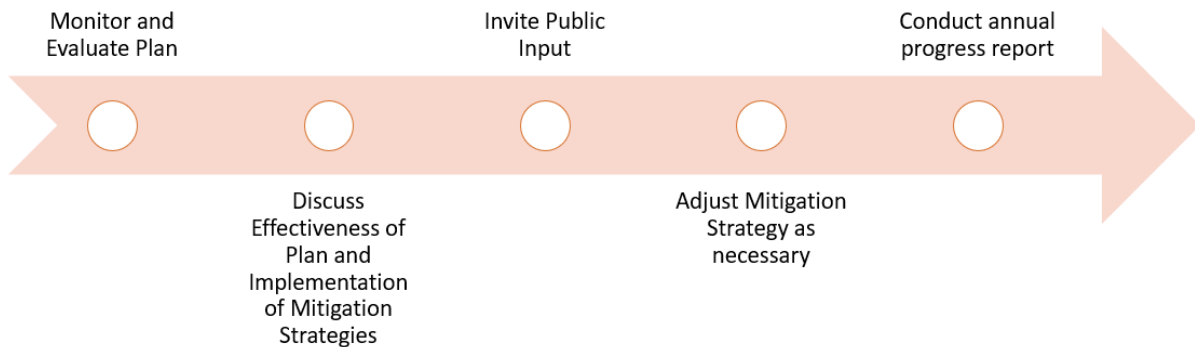 Monitor and
Evaluate Plan
Discuss
Effectiveness of
Plan and
Implementation
of Mitigation
Strategies
Invite Public
Input
Adjust Mitigation
Strategy as
necessary
Conduct annual
progress report